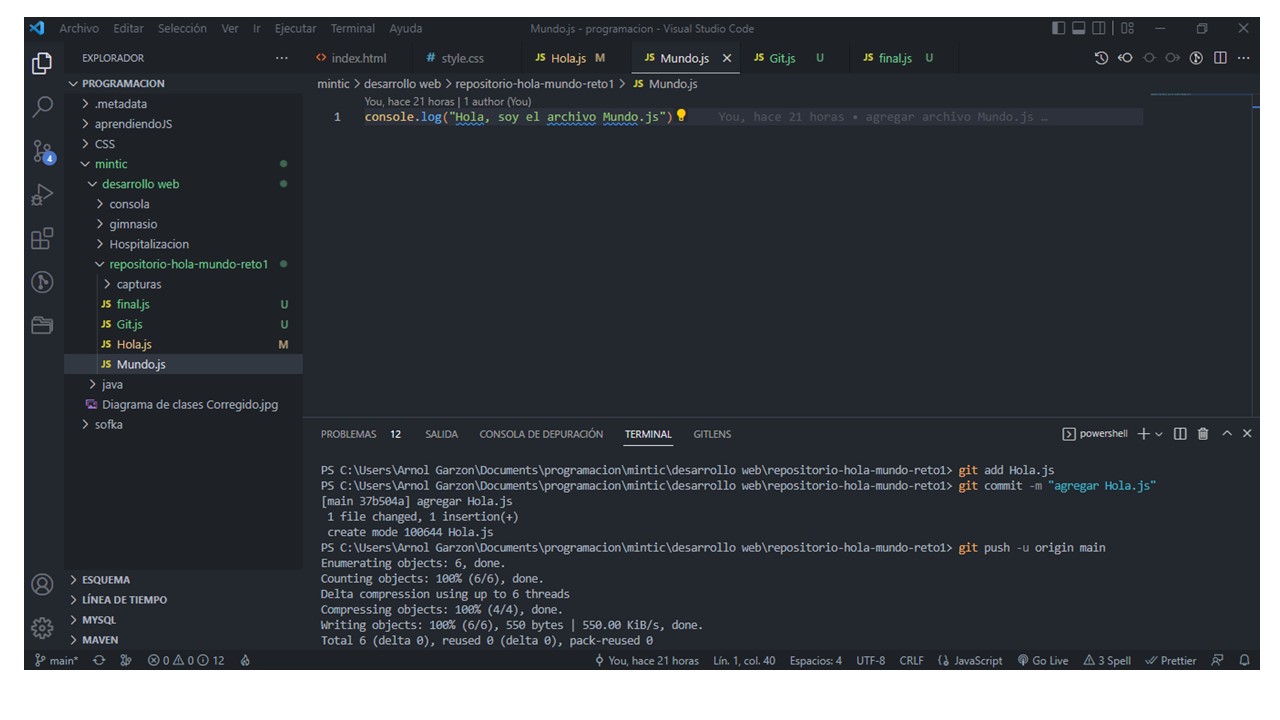 Archivo Editar Selección Ver Ir Ejecutar Terminal Ayuda Mundo.js - programacion - Visual Studio Code
EXPLORADOR
index.html style.css JS Hola.js M JS Mundo.js JS Git.js U JS final.js U
PROGRAMACION
.metadata
aprendiendoJS
CSS
mintic
desarrollo web
consola
gimnasio
Hospitalizacion
repositorio-hola-mundo-reto1
capturas
JS final.js U
JS Git.js U
JS Hola.js M
JS Mundo.js
java
Diagrama de clases Corregido.jpg
sofka
4
ESQUEMA
LÍNEA DE TIEMPO
MYSQL
MAVEN
mintic > desarrollo web > repositorio-hola-mundo-reto1 > JS Mundo.js
You, hace 21 horas | 1 author (You)
1 console.log("Hola, soy el archivo Mundo.js") You, hace 21 horas • agregar archivo Mundo.js …
PROBLEMAS 12 SALIDA CONSOLA DE DEPURACIÓN TERMINAL GITLENS powershell
PS C:\Users\Arnol Garzon\Documents\programacion\mintic\desarrollo web\repositorio-hola-mundo-reto1> git add Hola.js
PS C:\Users\Arnol Garzon\Documents\programacion\mintic\desarrollo web\repositorio-hola-mundo-reto1> git commit -m "agregar Hola.js"
[main 37b504a] agregar Hola.js
1 file changed, 1 insertion(+)
create mode 100644 Hola.js
PS C:\Users\Arnol Garzon\Documents\programacion\mintic\desarrollo web\repositorio-hola-mundo-reto1> git push -u origin main
Enumerating objects: 6, done.
Counting objects: 100% (6/6), done.
Delta compression using up to 6 threads
Compressing objects: 100% (4/4), done.
Writing objects: 100% (6/6), 550 bytes | 550.00 KiB/s, done.
Total 6 (delta 0), reused 0 (delta 0), pack-reused 0
main* 0 0 12 You, hace 21 horas Lín. 1, col. 40 Espacios: 4 UTF-8 CRLF JavaScript Go Live 3 Spell Prettier